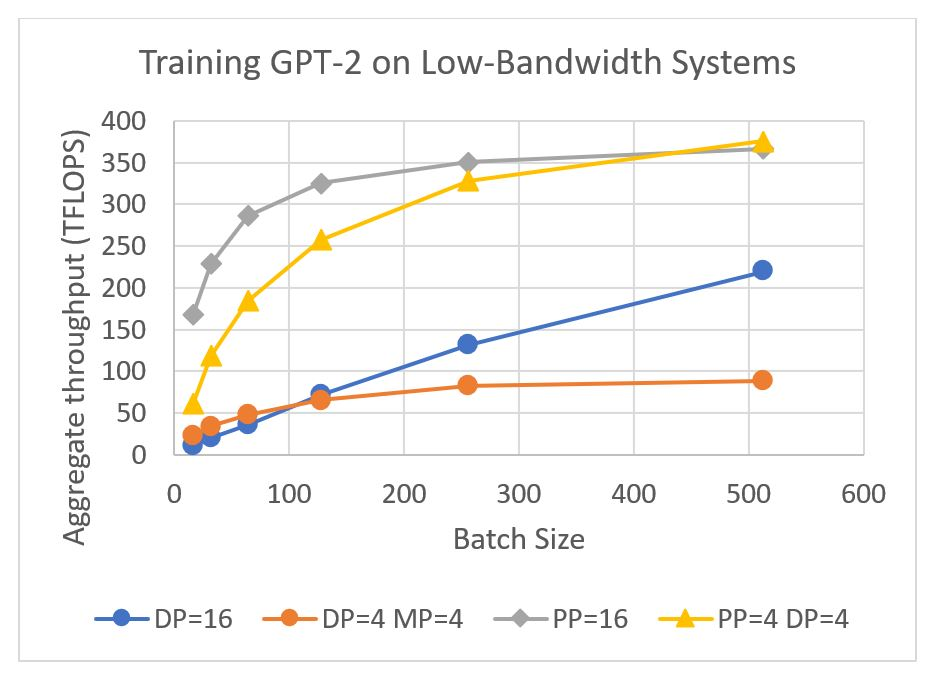 Training GPT-2 on Low-Bandwidth Systems
Aggregate throughput (TFLOPS)
400
350
300
250
200
150
100
50
0
0 100 200 300 400 500 600
Batch Size
DP=16 DP=4 MP=4 PP=16 PP=4 DP=4